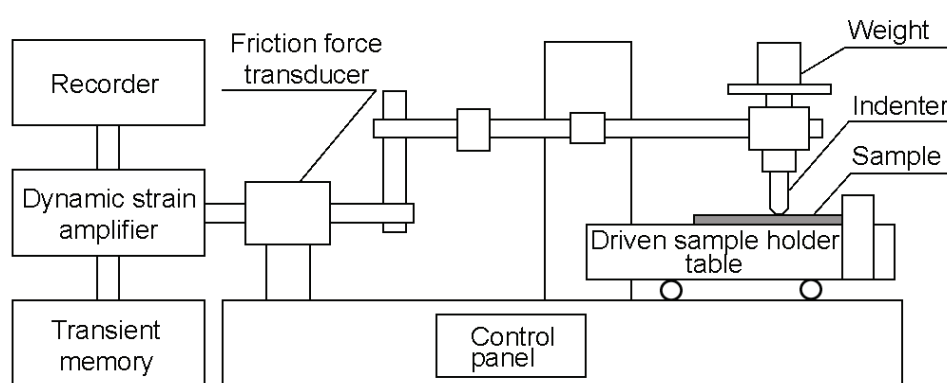 Recorder
Dynamic strain
amplifier
Transient
memory
Friction force
transducer
Weight
Indenter
Sample
Driven sample holder
table
Control
panel